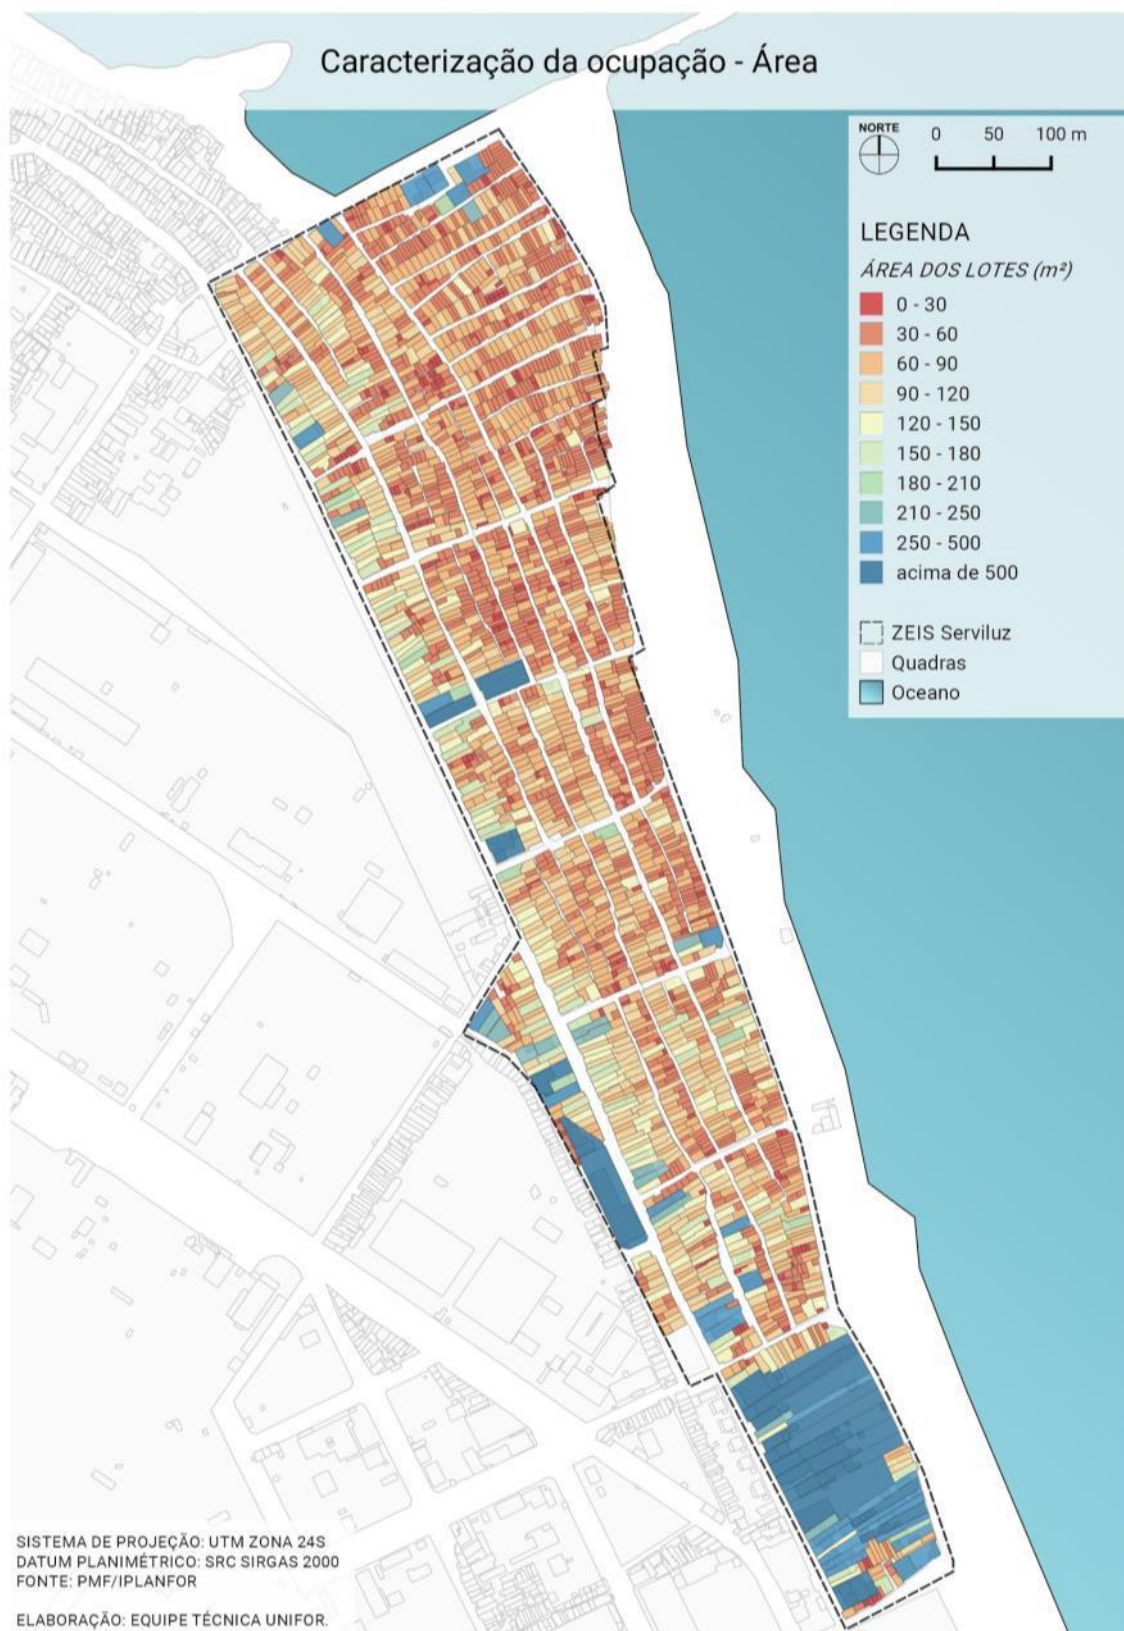 Caracterização da ocupação - Área
NORTE
0 50 100 m
LEGENDA
ÁREA DOS LOTES (m²)
0 - 30
30 - 60
60 - 90
90 - 120
120 - 150
150 - 180
180 - 210
210 - 250
250 - 500
acima de 500
ZEIS Serviluz
Quadras
Oceano
SISTEMA DE PROJEÇÃO: UTM ZONA 24S
DATUM PLANIMÉTRICO: SRC SIRGAS 2000
FONTE: PMF/IPLANFOR
ELABORAÇÃO: EQUIPE TÉCNICA UNIFOR.